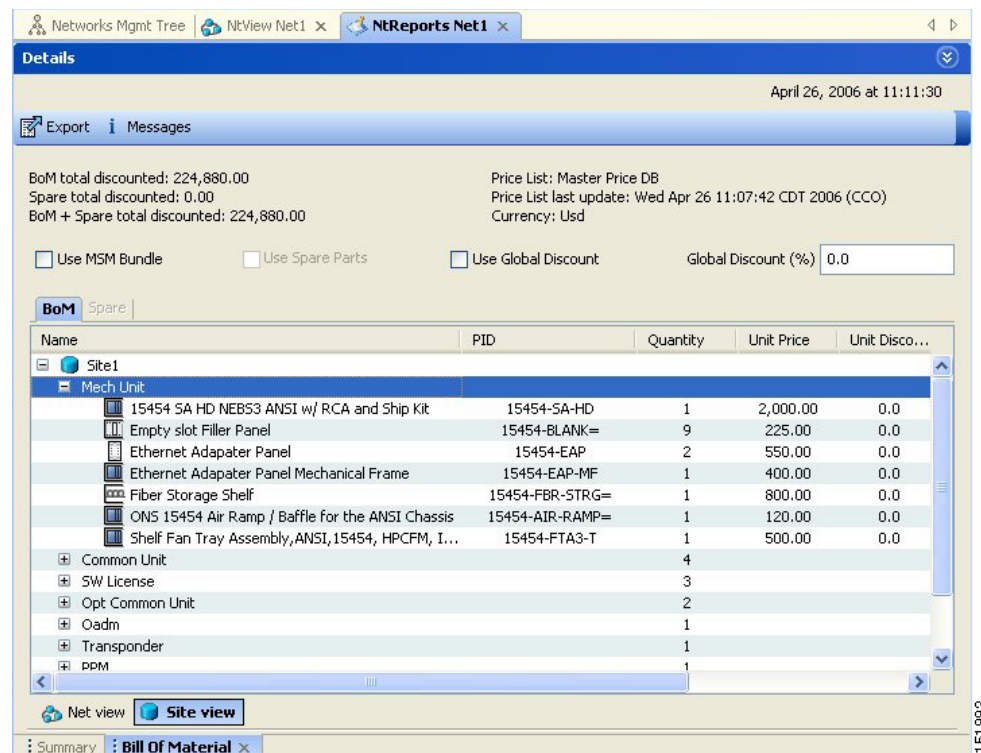 Networks Mgmt Tree NtView Net1 NtReports Net1
Details
April 26, 2006 at 11:11:30
Export i Messages
BoM total discounted: 224,880.00 Price List: Master Price DB
Spare total discounted: 0.00 Price List last update: Wed Apr 26 11:07:42 CDT 2006 (CCO)
BoM + Spare total discounted: 224,880.00 Currency: Usd
Use MSM Bundle Use Spare Parts Use Global Discount Global Discount (%) 0.0
BoM Spare
Name PID Quantity Unit Price Unit Disco...
Site1
Mech Unit
15454 SA HD NEBS3 ANSI w/ RCA and Ship Kit 15454-SA-HD 1 2,000.00 0.0
Empty slot Filler Panel 15454-BLANK= 9 225.00 0.0
Ethernet Adapater Panel 15454-EAP 2 550.00 0.0
Ethernet Adapater Panel Mechanical Frame 15454-EAP-MF 1 400.00 0.0
Fiber Storage Shelf 15454-FBR-STRG= 1 800.00 0.0
ONS 15454 Air Ramp / Baffle for the ANSI Chassis 15454-AIR-RAMP= 1 120.00 0.0
Shelf Fan Tray Assembly,ANSI,15454, HPCFM, I... 15454-FTA3-T 1 500.00 0.0
Common Unit 4
SW License 3
Opt Common Unit 2
Oadm 1
Transponder 1
PPM 1
Net view Site view
Summary Bill Of Material
151992